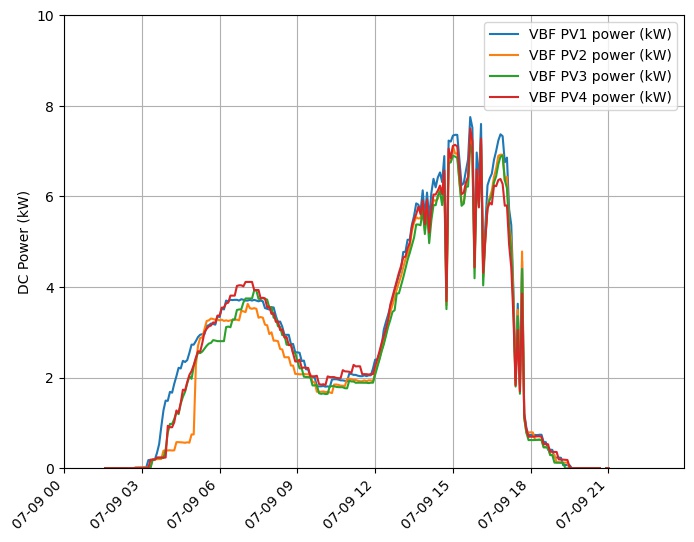 10
8
6
4
2
0
DC Power (kW)
VBF PV1 power (kW)
VBF PV2 power (kW)
VBF PV3 power (kW)
VBF PV4 power (kW)
07-09 00
07-09 03
07-09 06
07-09 09
07-09 12
07-09 15
07-09 18
07-09 21